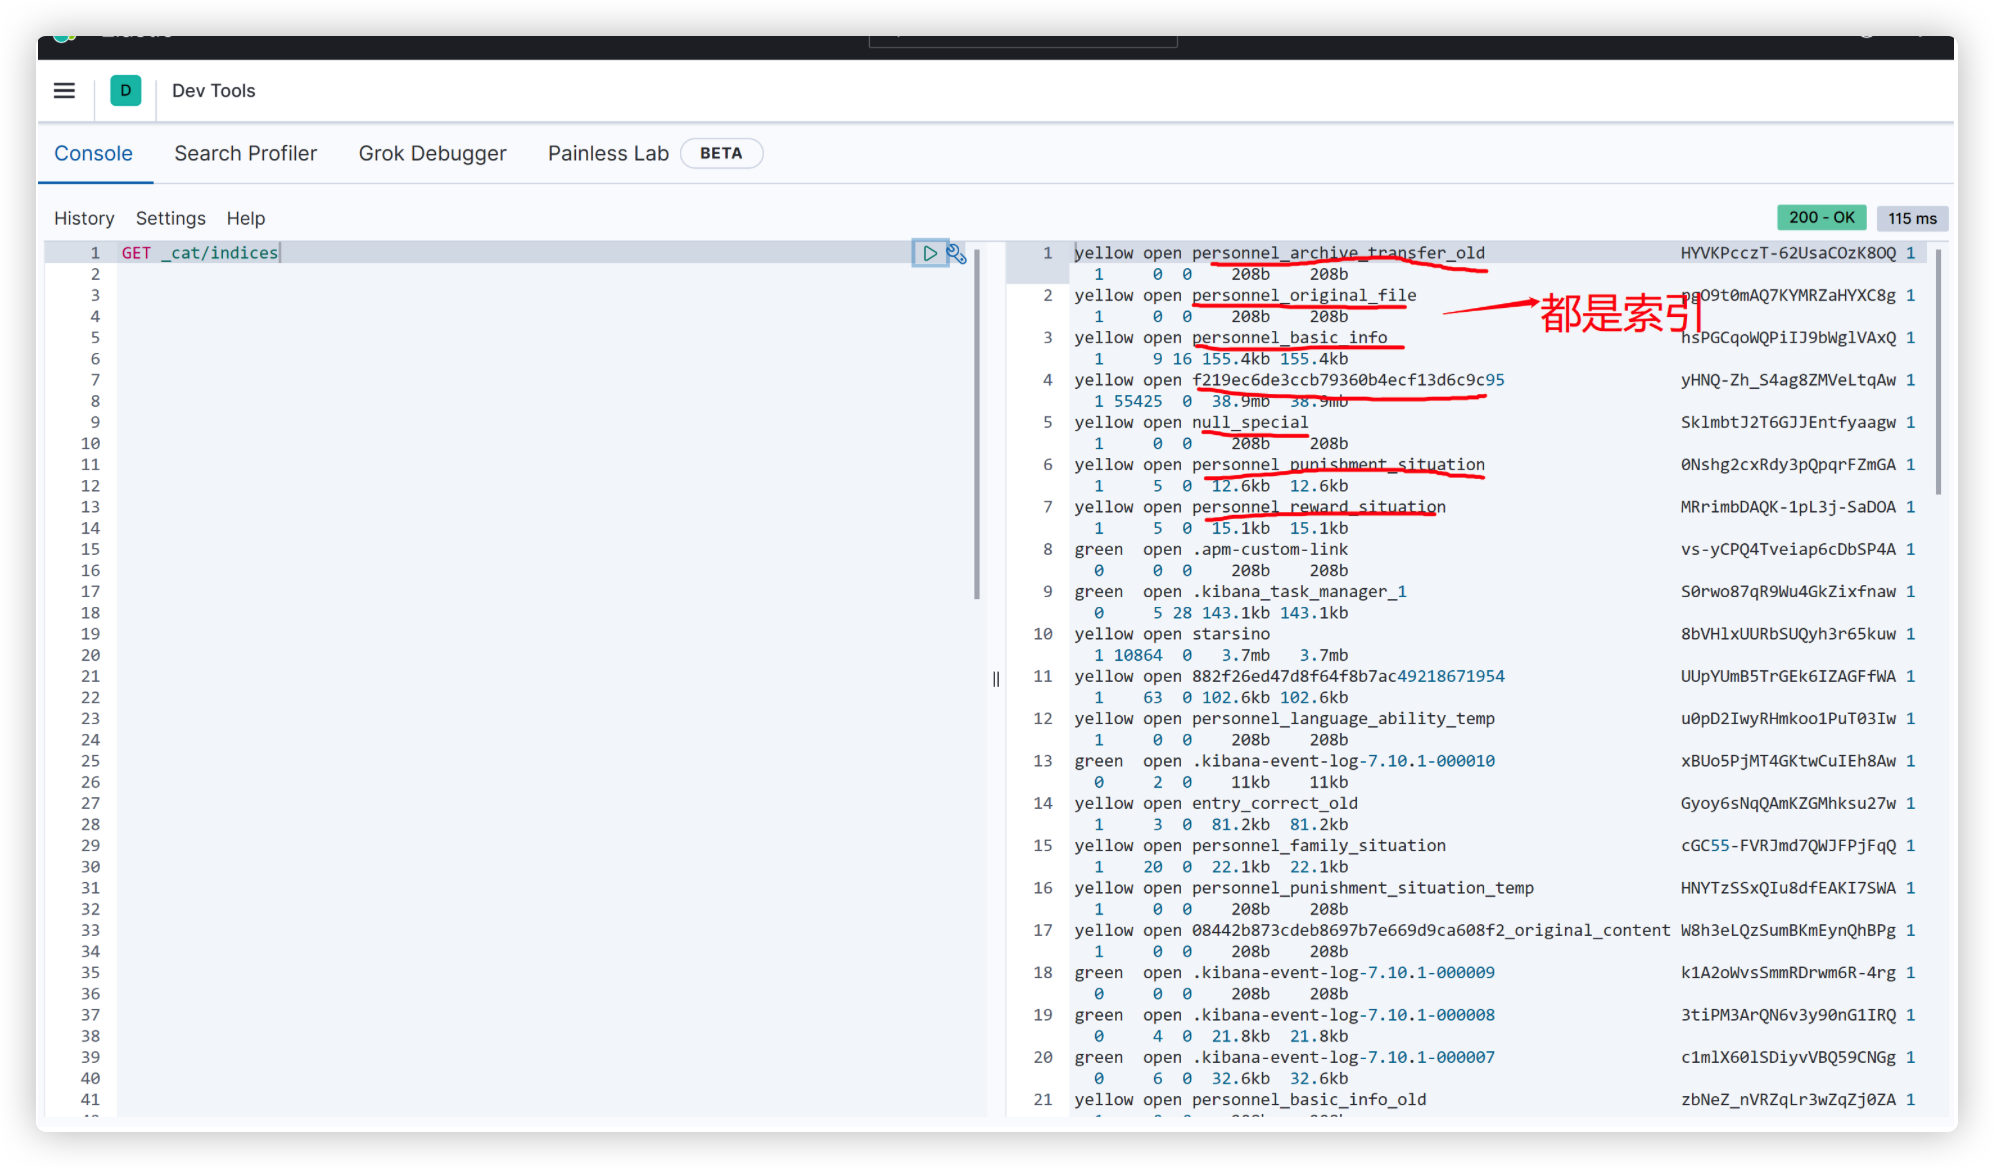 D Dev Tools
Console Search Profiler Grok Debugger Painless Lab BETA
History Settings Help
200 - OK 115 ms
1 GET _cat/indices
2
3
4
5
6
7
8
9
10
11
12
13
14
15
16
17
18
19
20
21
22
23
24
25
26
27
28
29
30
31
32
33
34
35
36
37
38
39
40
41
1 yellow open personnel_archive_transfer_old HYVKPcczT-62UsaCOzK8OQ 1
1 0 0 208b 208b
2 yellow open personnel_original_file pgO9t0mAQ7KYMRZaHYXC8g 1
1 0 0 208b 208b
都是索引
3 yellow open personnel_basic_info hsPGCqoWQPiIJ9bWglVAxQ 1
1 9 16 155.4kb 155.4kb
4 yellow open f219ec6de3ccb79360b4ecf13d6c9c95 yHNQ-Zh_S4ag8ZMVeLtqAw 1
1 55425 0 38.9mb 38.9mb
5 yellow open null_special SklmbtJ2T6GJJEntfyaagw 1
1 0 0 208b 208b
6 yellow open personnel_punishment_situation 0Nshg2cxRdy3pQpqrFZmGA 1
1 5 0 12.6kb 12.6kb
7 yellow open personnel_reward_situation MRrimbDAQK-1pL3j-SaDOA 1
1 5 0 15.1kb 15.1kb
8 green open .apm-custom-link vs-yCPQ4Tveiap6cDbSP4A 1
0 0 0 208b 208b
9 green open .kibana_task_manager_1 S0rwo87qR9Wu4GkZixfnaw 1
0 5 28 143.1kb 143.1kb
10 yellow open starsino 8bVHlxUURbSUQyh3r65kuw 1
1 10864 0 3.7mb 3.7mb
11 yellow open 882f26ed47d8f64f8b7ac49218671954 UUpYUmB5TrGEk6IZAGFfWA 1
1 63 0 102.6kb 102.6kb
12 yellow open personnel_language_ability_temp u0pD2IwyRHmkoo1PuT03Iw 1
1 0 0 208b 208b
13 green open .kibana-event-log-7.10.1-000010 xBUo5PjMT4GKtwCuIEh8Aw 1
0 2 0 11kb 11kb
14 yellow open entry_correct_old Gyoy6sNqQAmKZGMhksu27w 1
1 3 0 81.2kb 81.2kb
15 yellow open personnel_family_situation cGC55-FVRJmd7QWJFPjFqQ 1
1 20 0 22.1kb 22.1kb
16 yellow open personnel_punishment_situation_temp HNYTzSSxQIu8dfEAKI7SWA 1
1 0 0 208b 208b
17 yellow open 08442b873cdeb8697b7e669d9ca608f2_original_content W8h3eLQzSumBKmEynQhBPg 1
1 0 0 208b 208b
18 green open .kibana-event-log-7.10.1-000009 k1A2oWvsSmmRDrwm6R-4rg 1
0 0 0 208b 208b
19 green open .kibana-event-log-7.10.1-000008 3tiPM3ArQN6v3y90nG1IRQ 1
0 4 0 21.8kb 21.8kb
20 green open .kibana-event-log-7.10.1-000007 c1mlX60lSDiyvVBQ59CNGg 1
0 6 0 32.6kb 32.6kb
21 yellow open personnel_basic_info_old zbNeZ_nVRZqLr3wZqZj0ZA 1